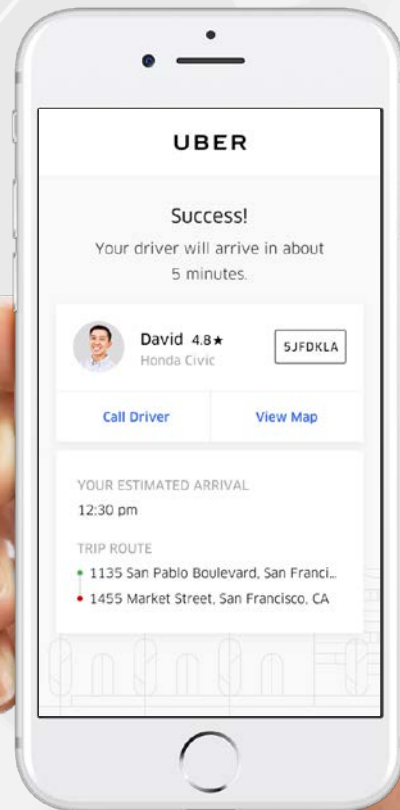 UBER
Success!
Your driver will arrive in about
5 minutes.
David 4.8★
5JFDKLA
Honda Civic
Call Driver
View Map
YOUR ESTIMATED ARRIVAL
12:30 pm
TRIP ROUTE
1135 San Pablo Boulevard, San Franci...
1455 Market Street, San Francisco, CA